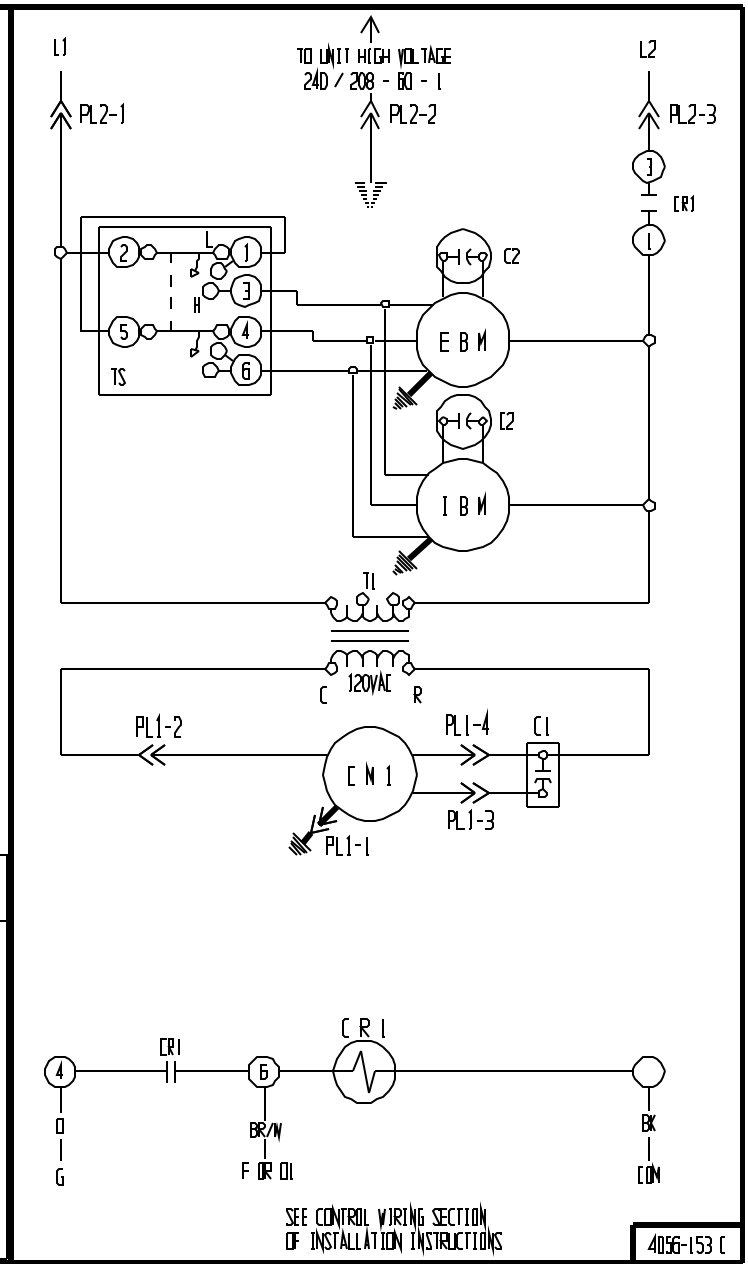 L1
TO UNIT HIGH VOLTAGE
240 / 208 - 60 - 1
L2
PL2-1
PL2-2
PL2-3
3
CR1
1
2
L
1
3
H
5
4
6
TS
C2
E B M
C2
I B M
T1
120VAC
C
R
PL1-2
PL1-4
C1
C M 1
PL1-3
PL1-1
C R 1
CR1
4
6
O
BR/W
BK
G
F OR O1
COM
SEE CONTROL WIRING SECTION
OF INSTALLATION INSTRUCTIONS
4056-153 C